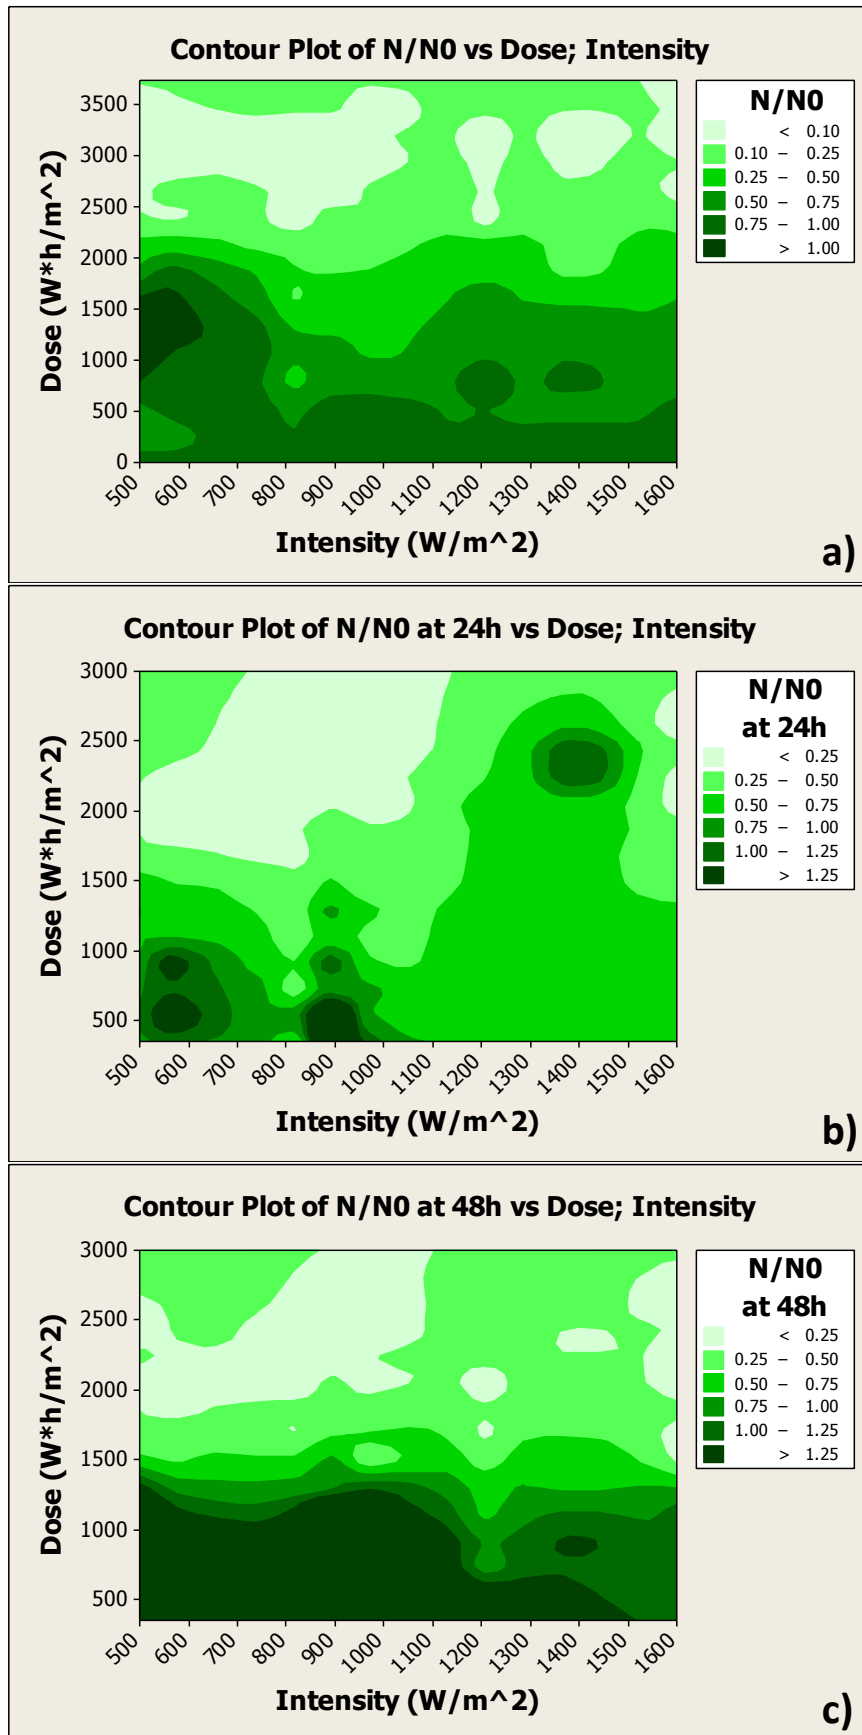 Contour Plot of N/N0 vs Dose; Intensity
Dose (W*h/m^2)
3500
3000
2500
2000
1500
1000
500
0
500 600 700 800 900 1000 1100 1200 1300 1400 1500 1600
Intensity (W/m^2)
N/N0
< 0.10
0.10 – 0.25
0.25 – 0.50
0.50 – 0.75
0.75 – 1.00
> 1.00
a)
Contour Plot of N/N0 at 24h vs Dose; Intensity
Dose (W*h/m^2)
3000
2500
2000
1500
1000
500
500 600 700 800 900 1000 1100 1200 1300 1400 1500 1600
Intensity (W/m^2)
N/N0
at 24h
< 0.25
0.25 – 0.50
0.50 – 0.75
0.75 – 1.00
1.00 – 1.25
> 1.25
b)
Contour Plot of N/N0 at 48h vs Dose; Intensity
Dose (W*h/m^2)
3000
2500
2000
1500
1000
500
500 600 700 800 900 1000 1100 1200 1300 1400 1500 1600
Intensity (W/m^2)
N/N0
at 48h
< 0.25
0.25 – 0.50
0.50 – 0.75
0.75 – 1.00
1.00 – 1.25
> 1.25
c)